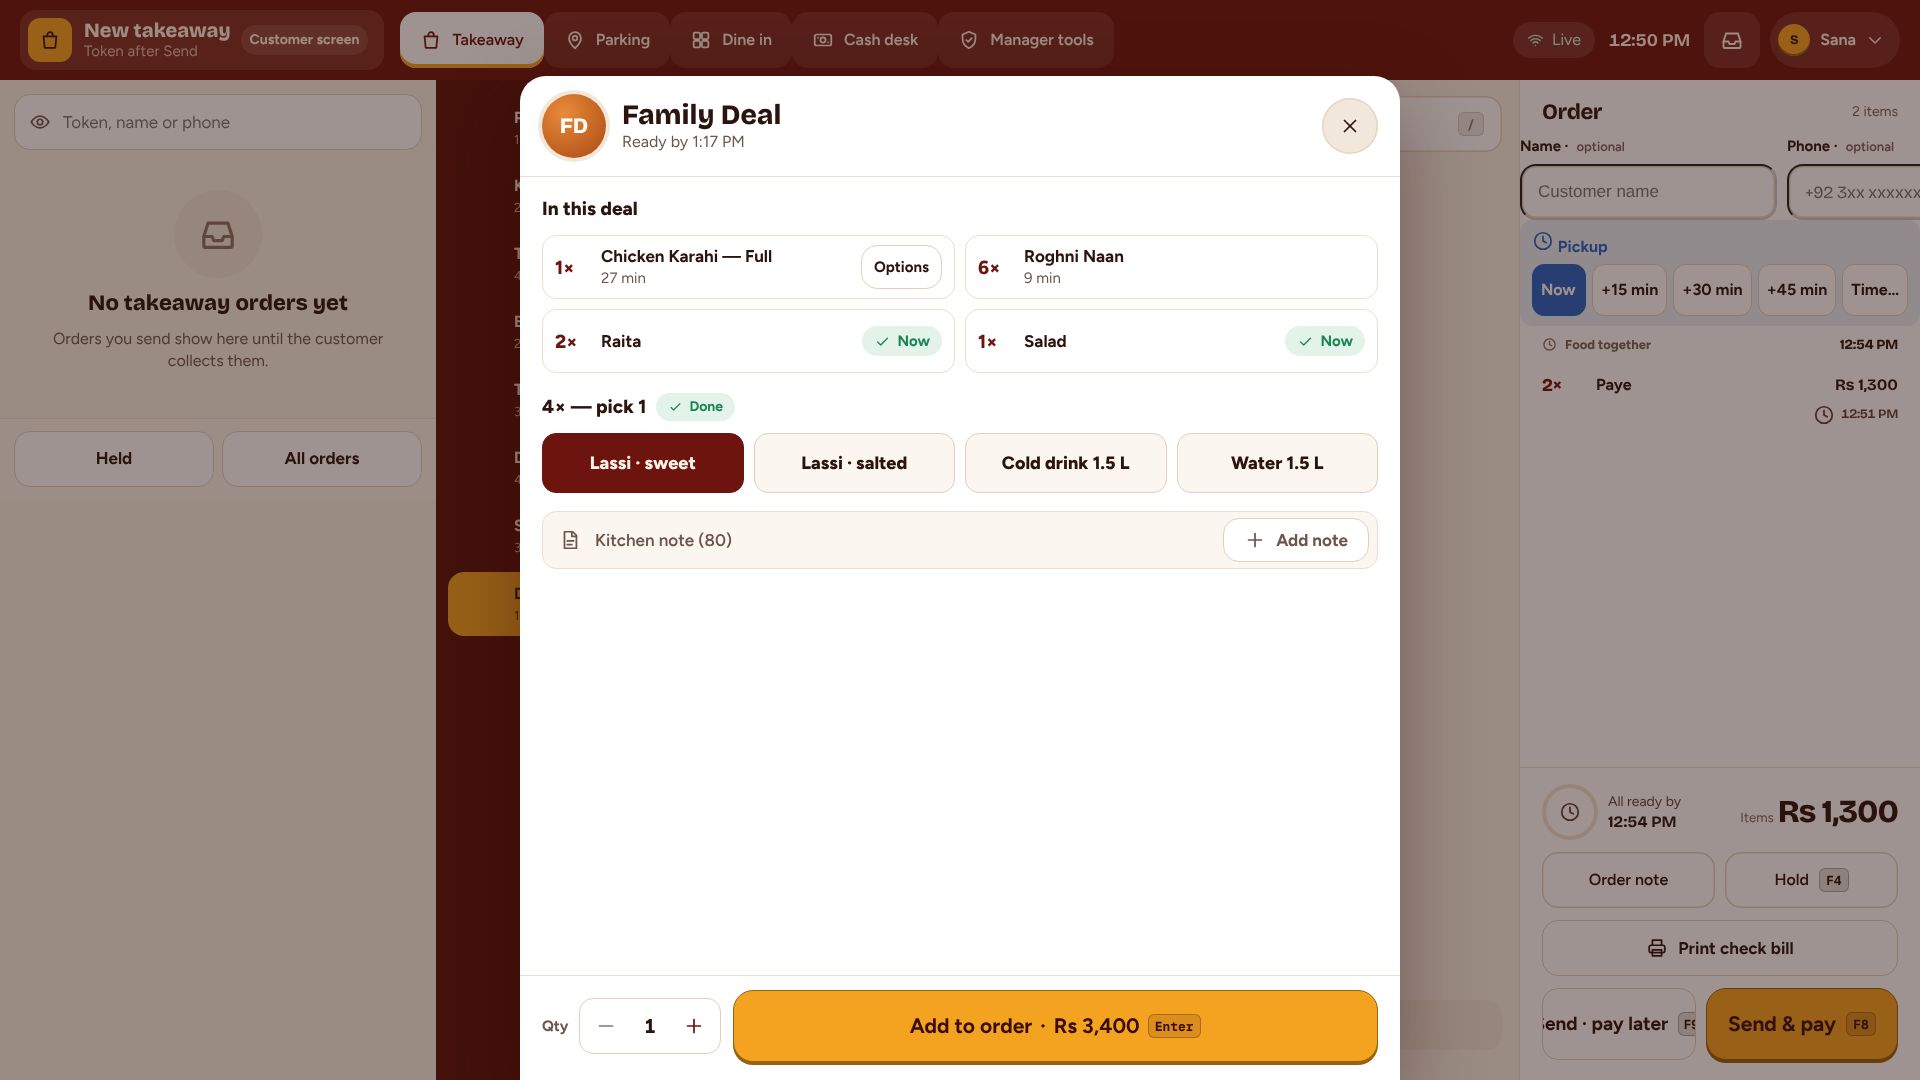 New takeaway
Token after Send
Customer screen
Takeaway
Parking
Dine in
Cash desk
Manager tools
Live
12:50 PM
S
Sana
Token, name or phone
No takeaway orders yet
Orders you send show here until the customer
collects them.
Held
All orders
FD
Family Deal
Ready by 1:17 PM
In this deal
1×
Chicken Karahi — Full
27 min
Options
6×
Roghni Naan
9 min
2×
Raita
Now
1×
Salad
Now
4× — pick 1
Done
Lassi · sweet
Lassi · salted
Cold drink 1.5 L
Water 1.5 L
Kitchen note (80)
Add note
Qty
1
Add to order · Rs 3,400
Enter
/
Order
2 items
Name · optional
Phone · optional
Customer name
+92 3xx xxxxxx
Pickup
Now
+15 min
+30 min
+45 min
Time...
Food together
12:54 PM
2×
Paye
Rs 1,300
12:51 PM
All ready by
12:54 PM
Items Rs 1,300
Order note
Hold
F4
Print check bill
end · pay later
Send & pay
F8